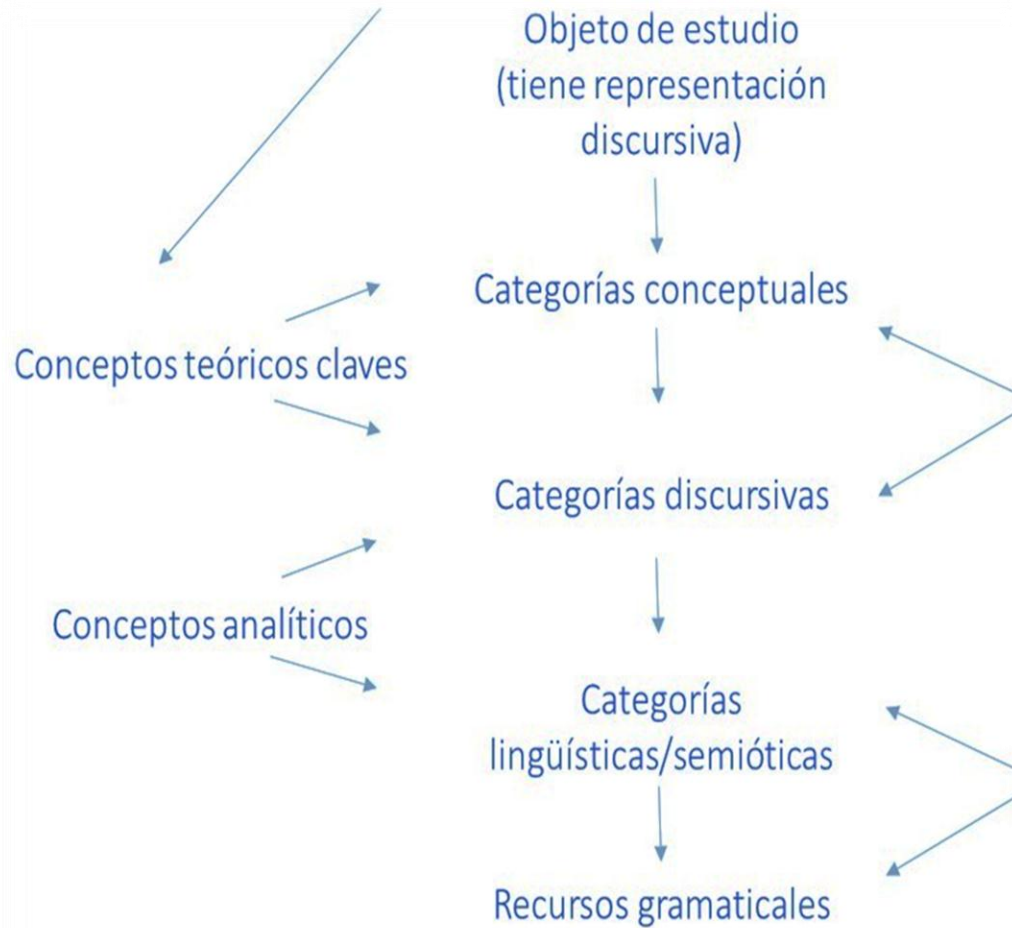 Objeto de estudio
(tiene representación
discursiva)
Categorías conceptuales
Conceptos teóricos claves
Categorías discursivas
Conceptos analíticos
Categorías
lingüísticas/semióticas
Recursos gramaticales